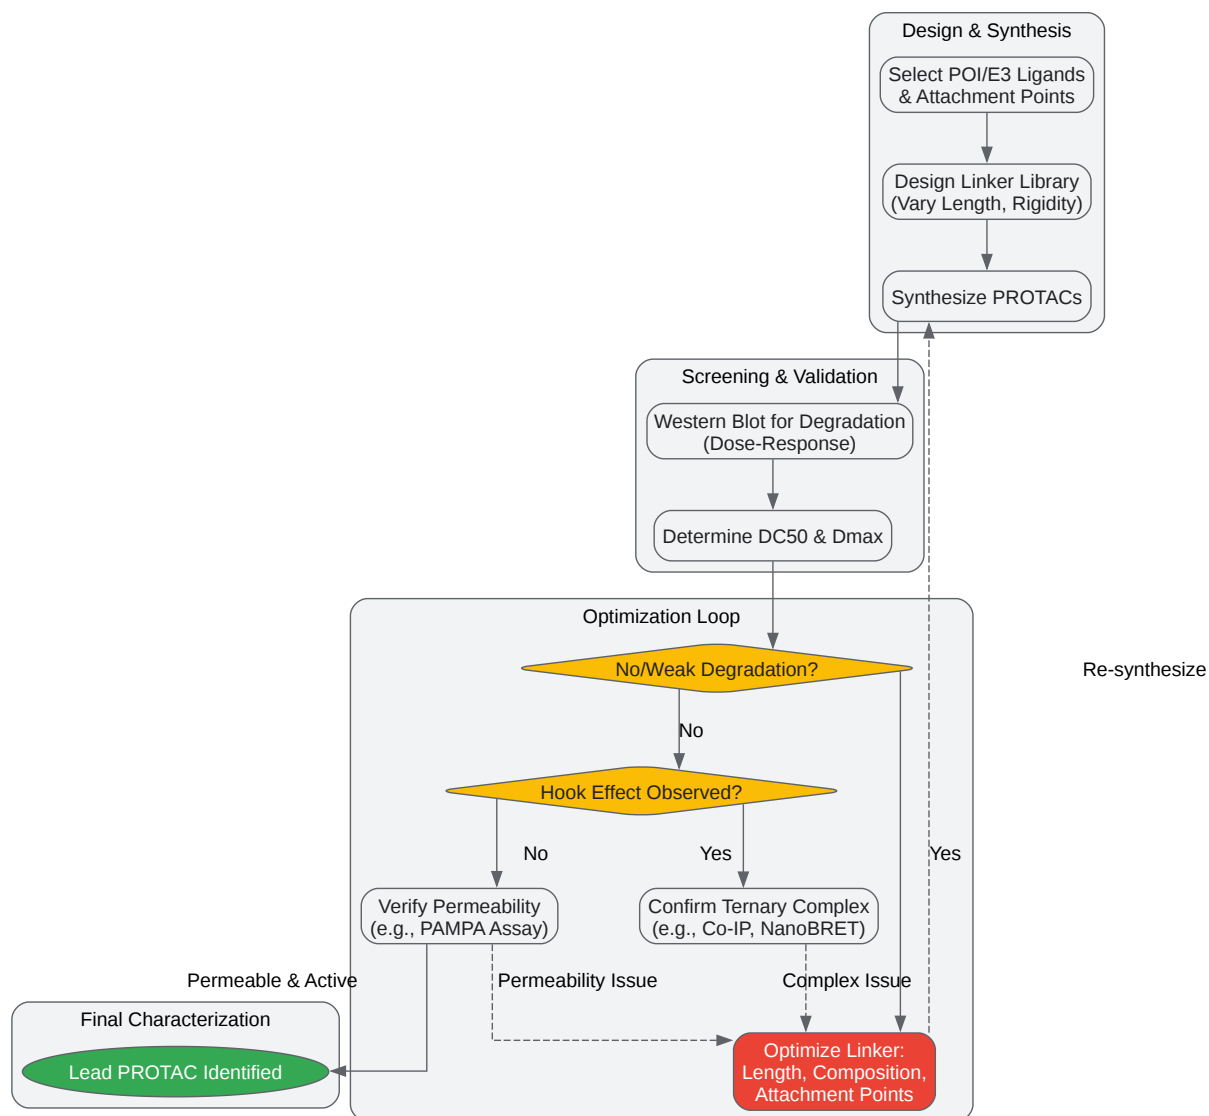 Design & Synthesis
Select POI/E3 Ligands
& Attachment Points
Design Linker Library
(Vary Length, Rigidity)
Synthesize PROTACs
Screening & Validation
Western Blot for Degradation
(Dose-Response)
Determine DC50 & Dmax
Optimization Loop
No/Weak Degradation?
Re-synthesize
No
Hook Effect Observed?
No
Yes
Yes
Verify Permeability
(e.g., PAMPA Assay)
Confirm Ternary Complex
(e.g., Co-IP, NanoBRET)
Permeable & Active
Permeability Issue
Complex Issue
Final Characterization
Lead PROTAC Identified
Optimize Linker:
Length, Composition,
Attachment Points